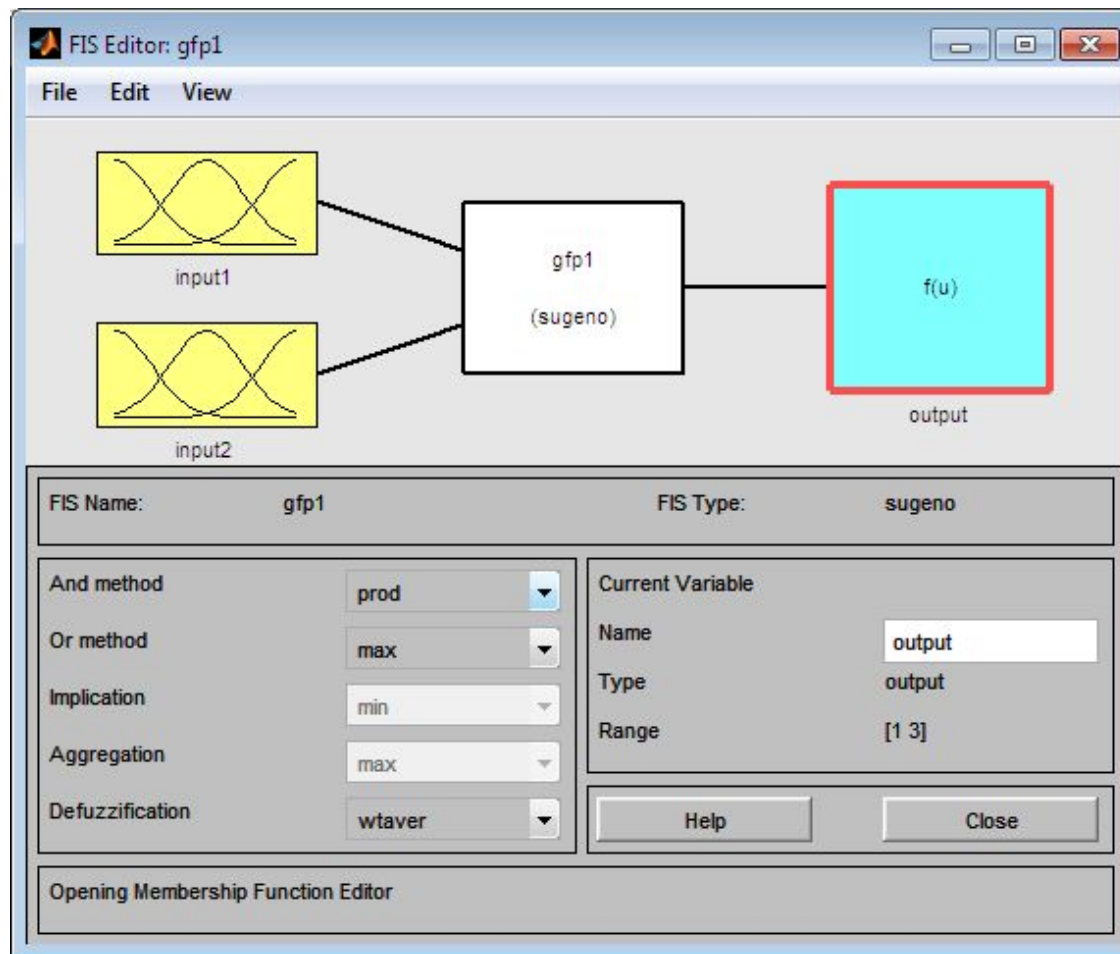 FIS Editor: gfp1
File Edit View
input1
input2
gfp1
(sugeno)
f(u)
output
FIS Name: gfp1 FIS Type: sugeno
And method prod
Or method max
Implication min
Aggregation max
Defuzzification wtaver
Current Variable
Name output
Type output
Range [1 3]
Help Close
Opening Membership Function Editor